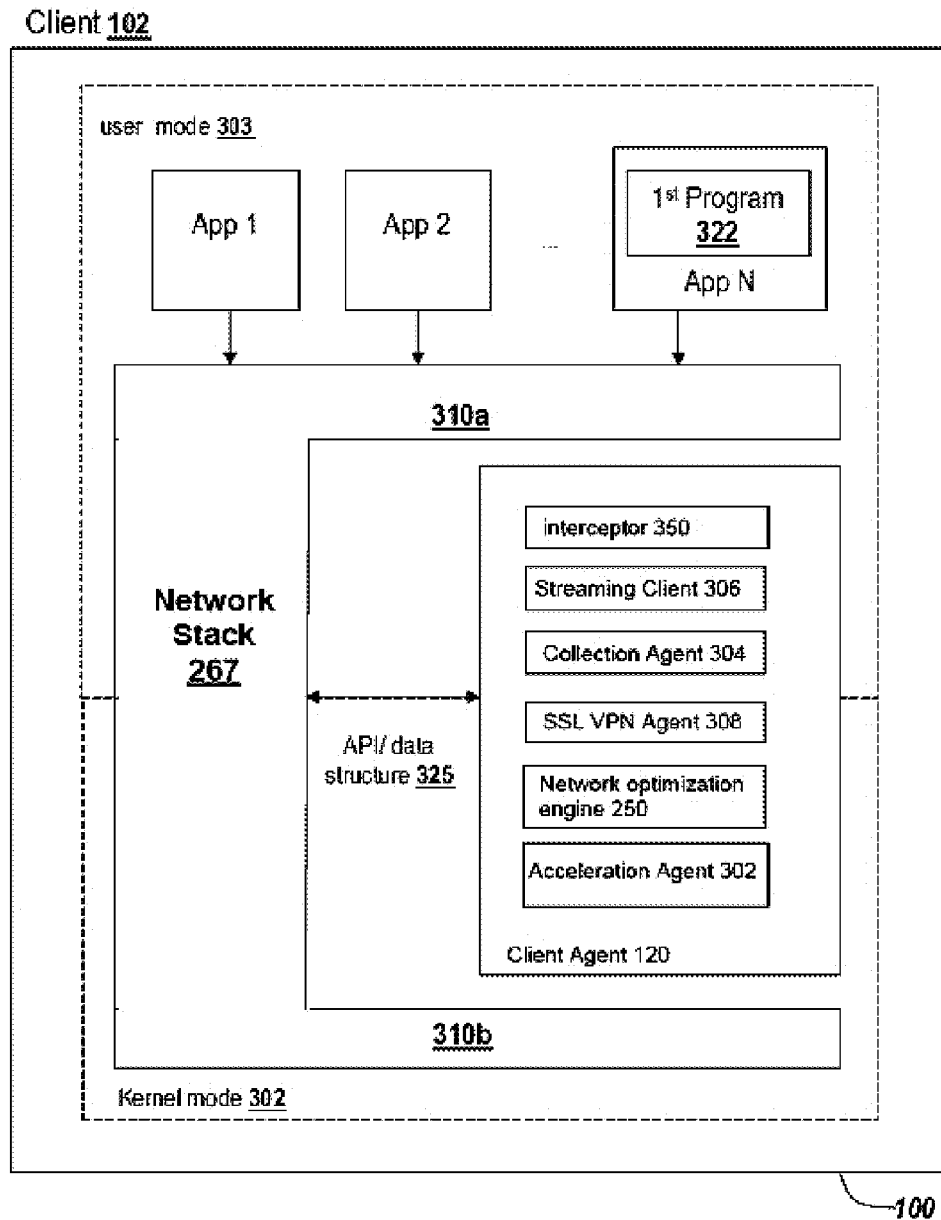 Client 102
user mode 303
App 1
App 2
...
1st Program
322
App N
310a
Network
Stack
267
API/ data
structure 325
interceptor 350
Streaming Client 306
Collection Agent 304
SSL VPN Agent 308
Network optimization
engine 250
Acceleration Agent 302
Client Agent 120
310b
Kernel mode 302
100